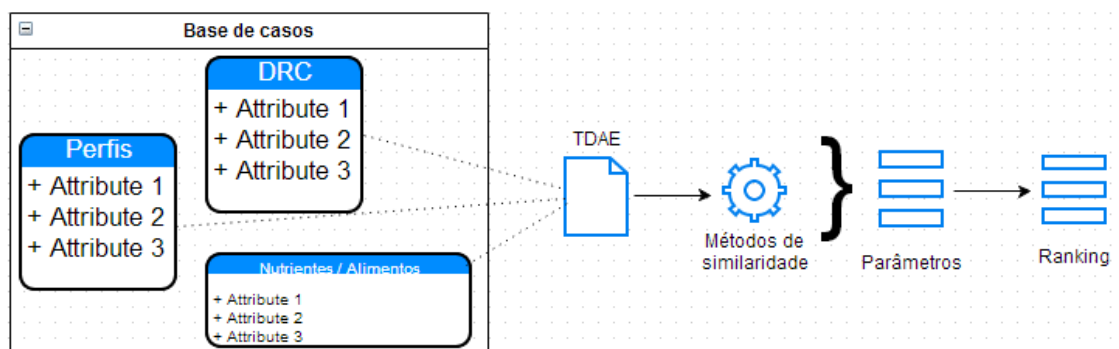 Base de casos
DRC
+ Attribute 1
+ Attribute 2
+ Attribute 3
Perfis
+ Attribute 1
+ Attribute 2
+ Attribute 3
Nutrientes / Alimentos
+ Attribute 1
+ Attribute 2
+ Attribute 3
TDAE
Métodos de
similaridade
}
Parâmetros
Ranking